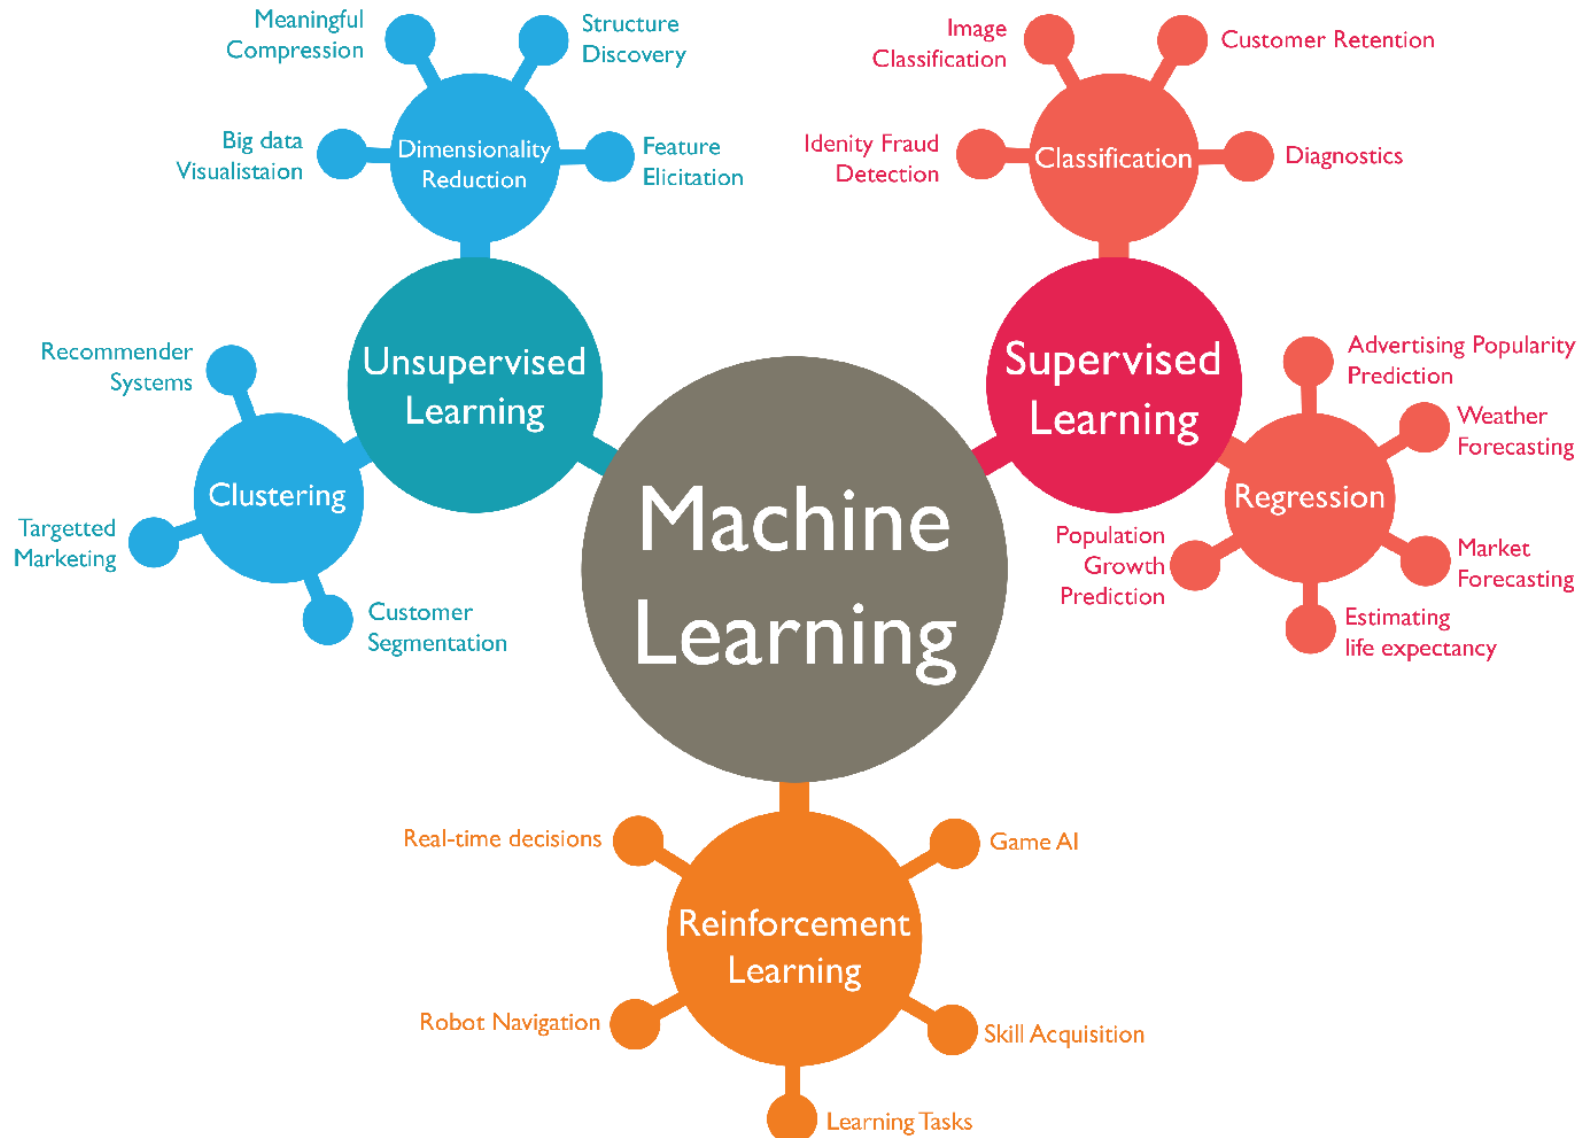 Meaningful
Compression
Structure
Discovery
Big data
Visualistaion
Dimensionality
Reduction
Feature
Elicitation
Image
Classification
Customer Retention
Idenity Fraud
Detection
Classification
Diagnostics
Unsupervised
Learning
Recommender
Systems
Clustering
Targetted
Marketing
Customer
Segmentation
Supervised
Learning
Advertising Popularity
Prediction
Weather
Forecasting
Regression
Population
Growth
Prediction
Market
Forecasting
Estimating
life expectancy
Machine
Learning
Real-time decisions
Game AI
Reinforcement
Learning
Robot Navigation
Skill Acquisition
Learning Tasks